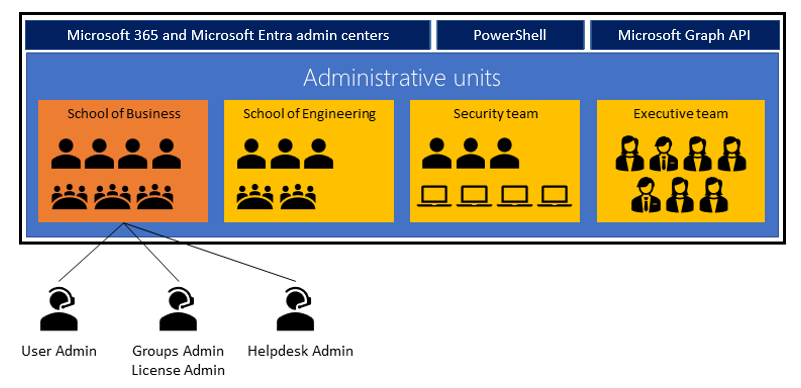 Microsoft 365 and Microsoft Entra admin centers
PowerShell
Microsoft Graph API
Administrative units
School of Business
School of Engineering
Security team
Executive team
User Admin
Groups Admin
License Admin
Helpdesk Admin